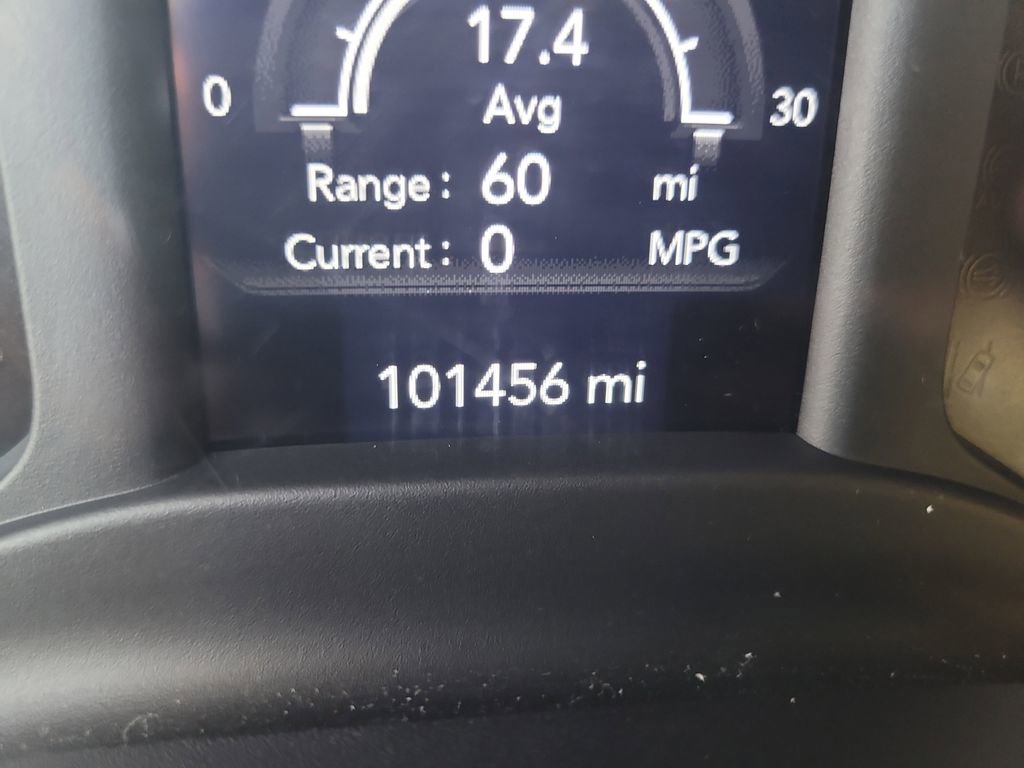 17.4
0 Avg 30
Range: 60 mi
Current: 0 MPG
101456 mi